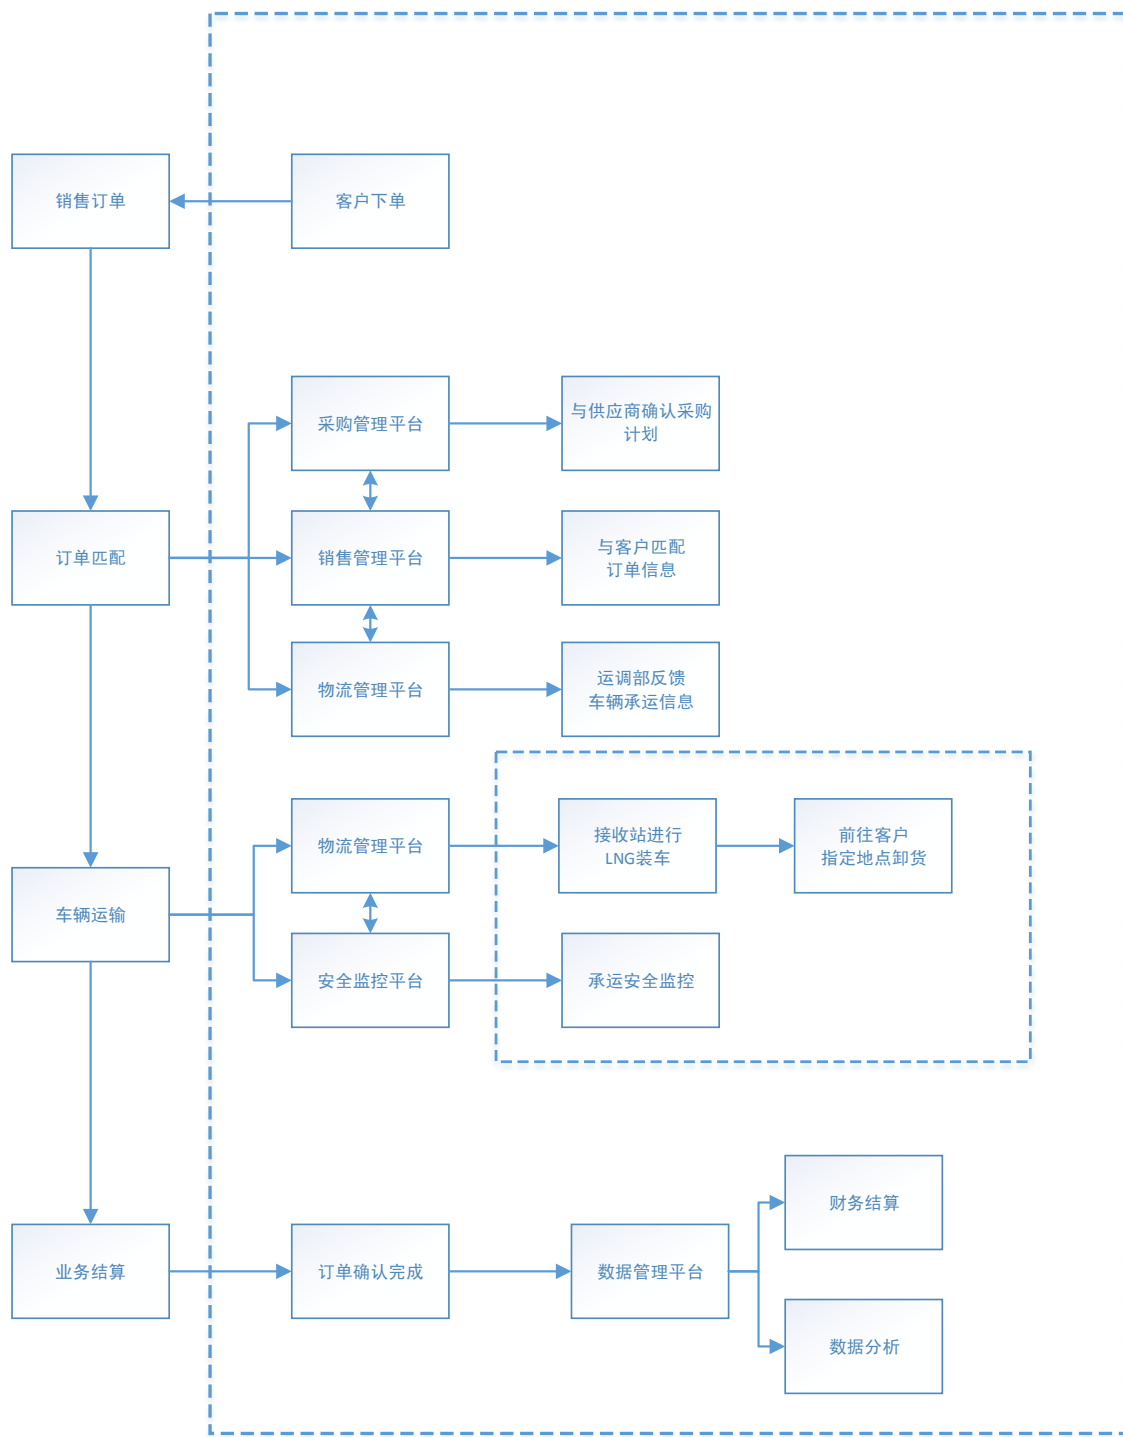 销售订单
客户下单
采购管理平台
与供应商确认采购
计划
订单匹配
销售管理平台
与客户匹配
订单信息
物流管理平台
运调部反馈
车辆承运信息
物流管理平台
接收站进行
LNG装车
前往客户
指定地点卸货
车辆运输
安全监控平台
承运安全监控
财务结算
业务结算
订单确认完成
数据管理平台
数据分析